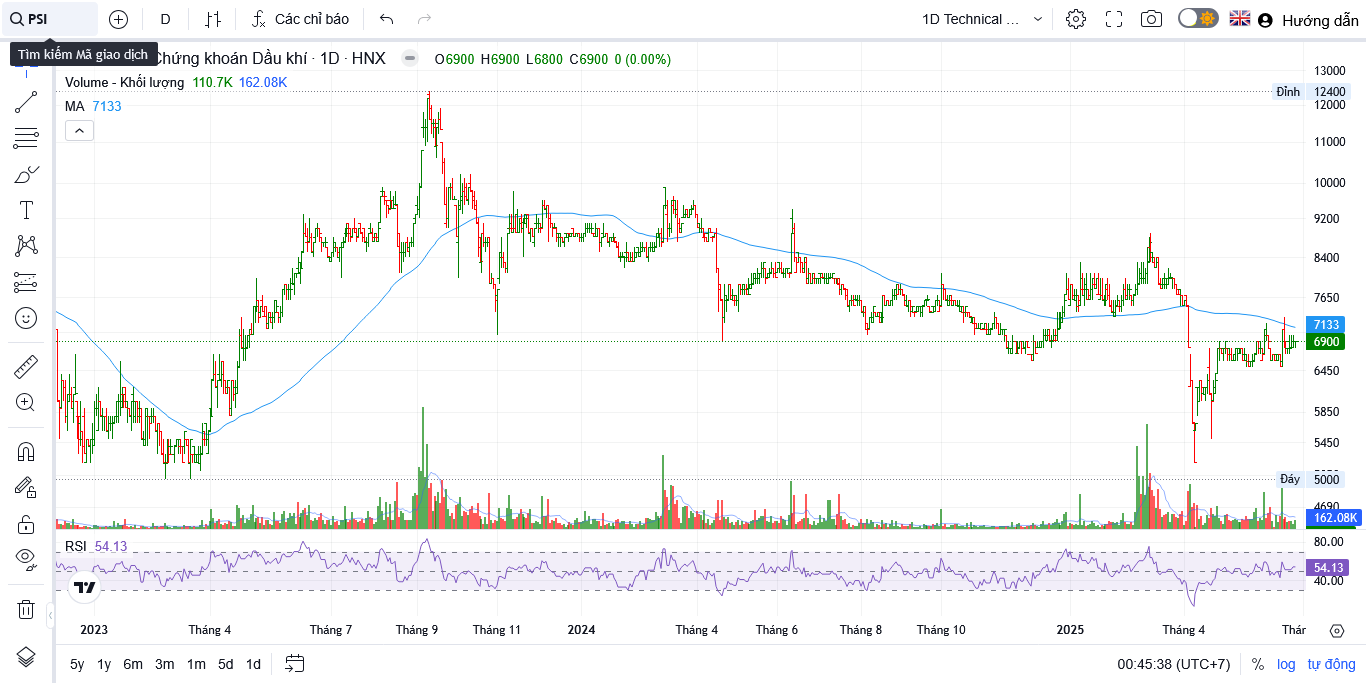 PSI
D
Các chỉ báo
1D Technical ...
Hướng dẫn
Tìm kiếm Mã giao dịch
Chứng khoán Dầu khí · 1D · HNX
O6900 H6900 L6800 C6900 0 (0.00%)
Volume - Khối lượng 110.7K 162.08K
MA 7133
13000
Đỉnh 12400
12000
11000
10000
9200
8400
7650
7133
6900
6450
5850
5450
Đáy 5000
4690
162.08K
RSI 54.13
80.00
54.13
40.00
2023 Tháng 4 Tháng 7 Tháng 9 Tháng 11 2024 Tháng 4 Tháng 6 Tháng 8 Tháng 10 2025 Tháng 4 Thár
5y 1y 6m 3m 1m 5d 1d
00:45:38 (UTC+7) % log tự động